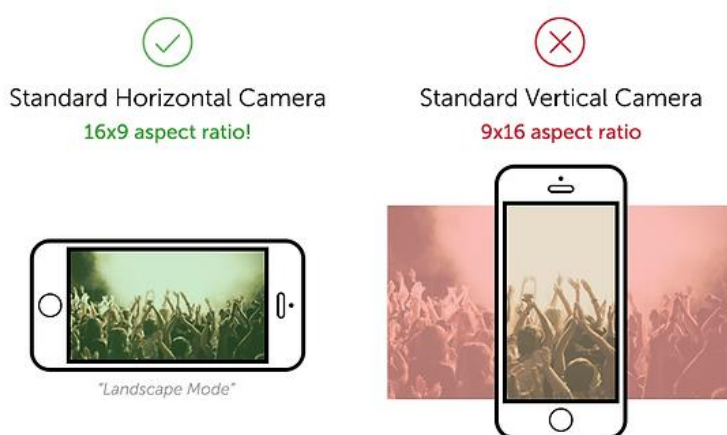 Standard Horizontal Camera
16x9 aspect ratio!
"Landscape Mode"
Standard Vertical Camera
9x16 aspect ratio